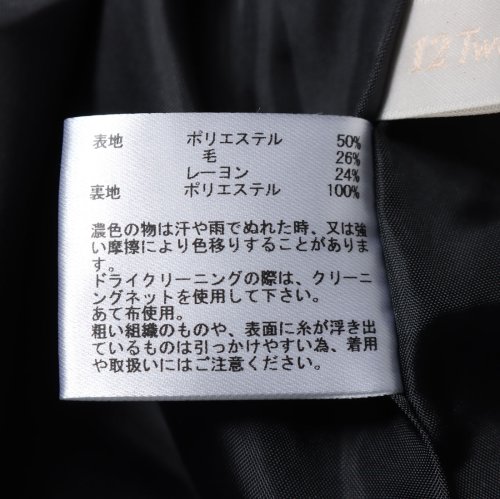 12 Tw
表地 ポリエステル 50%
毛 26%
レーヨン 24%
裏地 ポリエステル 100%
濃色の物は汗や雨でぬれた時、又は強
い摩擦により色移りすることがありま
す。
ドライクリーニングの際は、クリーニ
ングネットを使用して下さい。
あて布使用。
粗い組織のものや、表面に糸が浮き出
ているものは引っかけやすい為、着用
や取扱いにはご注意ください。